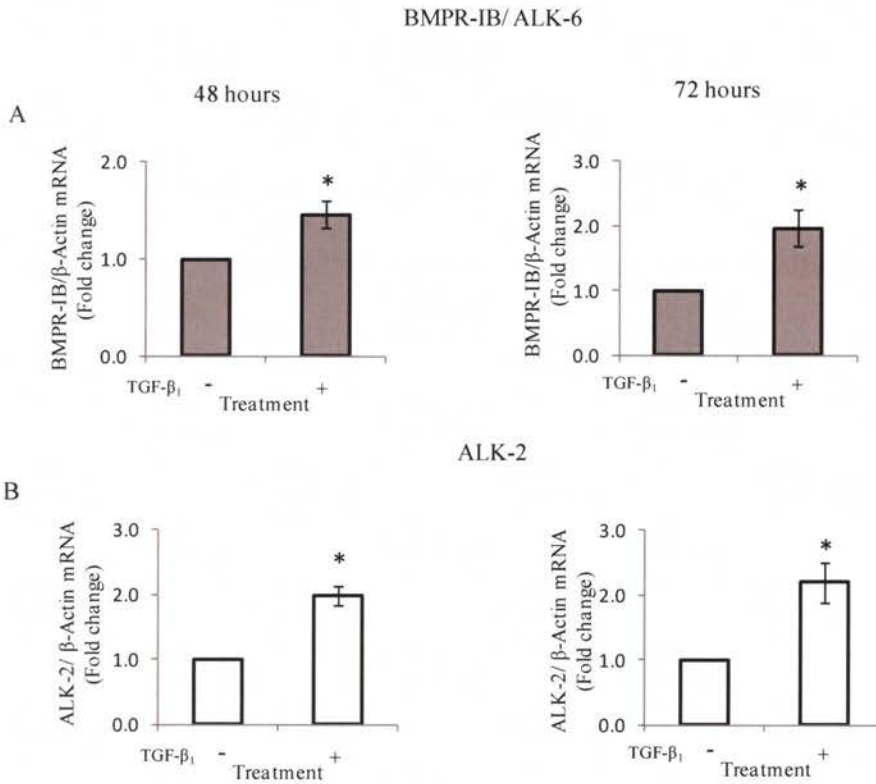 BMPR-IB/ ALK-6
48 hours
72 hours
A
BMPR-IB/β-Actin mRNA
(Fold change)
2.0
1.0
0.0
*
TGF-β₁ - +
Treatment
BMPR-IB/β-Actin mRNA
(Fold change)
3.0
2.0
1.0
0.0
*
TGF-β₁ - +
Treatment
ALK-2
B
ALK-2/ β-Actin mRNA
(Fold change)
3.0
2.0
1.0
0.0
*
TGF-β₁ - +
Treatment
ALK-2/ β-Actin mRNA
(Fold change)
3.0
2.0
1.0
0.0
*
TGF-β₁ - +
Treatment